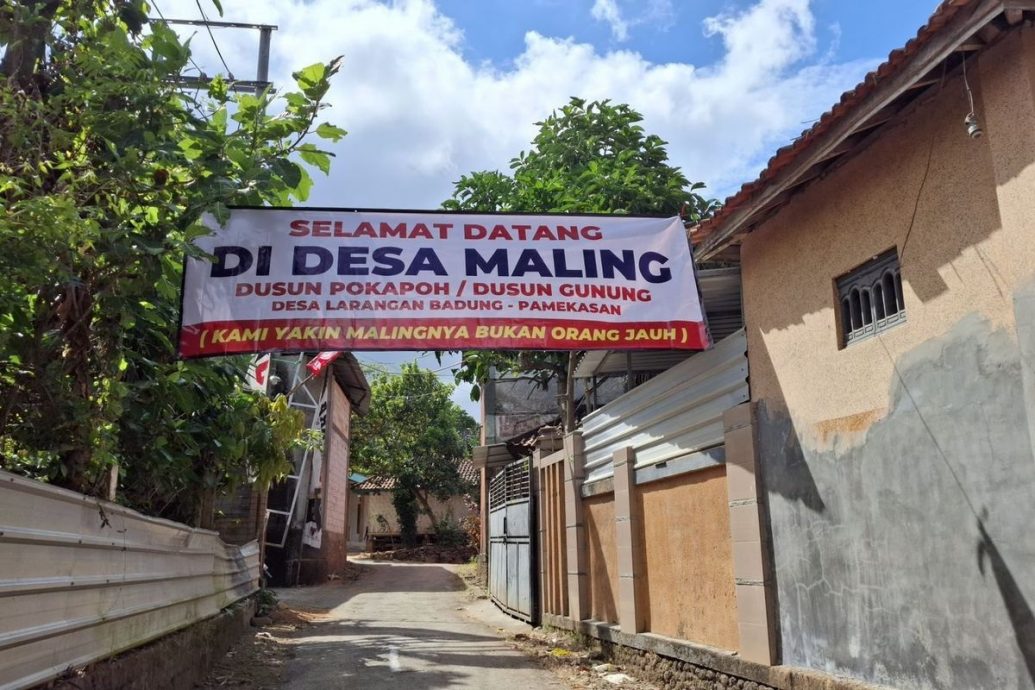 SELAMAT DATANG
DI DESA MALING
DUSUN POKAPOH / DUSUN GUNUNG
DESA LARANGAN BADUNG - PAMEKASAN
( KAMI YAKIN MALINGNYA BUKAN ORANG JAUH )